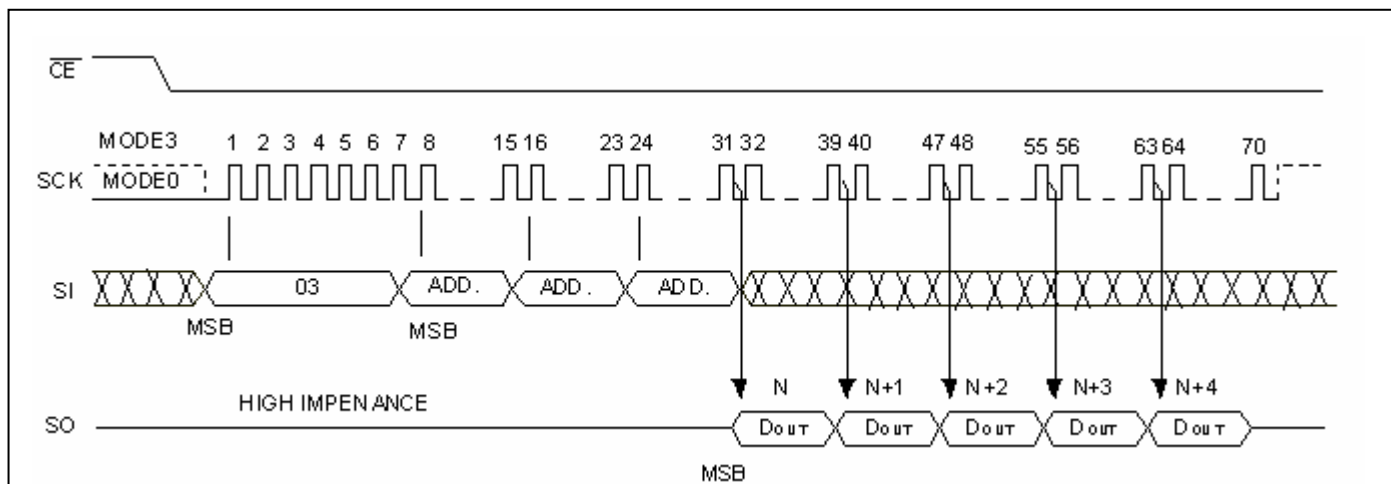 CE
MODE3 1 2 3 4 5 6 7 8 15 16 23 24 31 32 39 40 47 48 55 56 63 64 70
SCK MODE0
SI 03 ADD. ADD. ADD.
MSB MSB
N N+1 N+2 N+3 N+4
HIGH IMPENANCE
SO DOUT DOUT DOUT DOUT DOUT
MSB